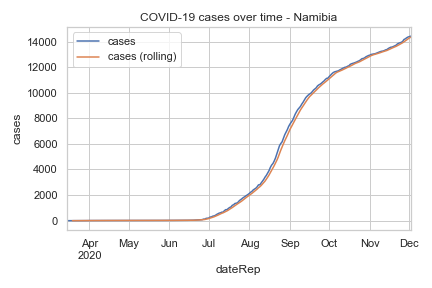 COVID-19 cases over time - Namibia
cases
cases (rolling)
14000
12000
10000
8000
6000
4000
2000
0
cases
Apr May Jun Jul Aug Sep Oct Nov Dec
2020
dateRep